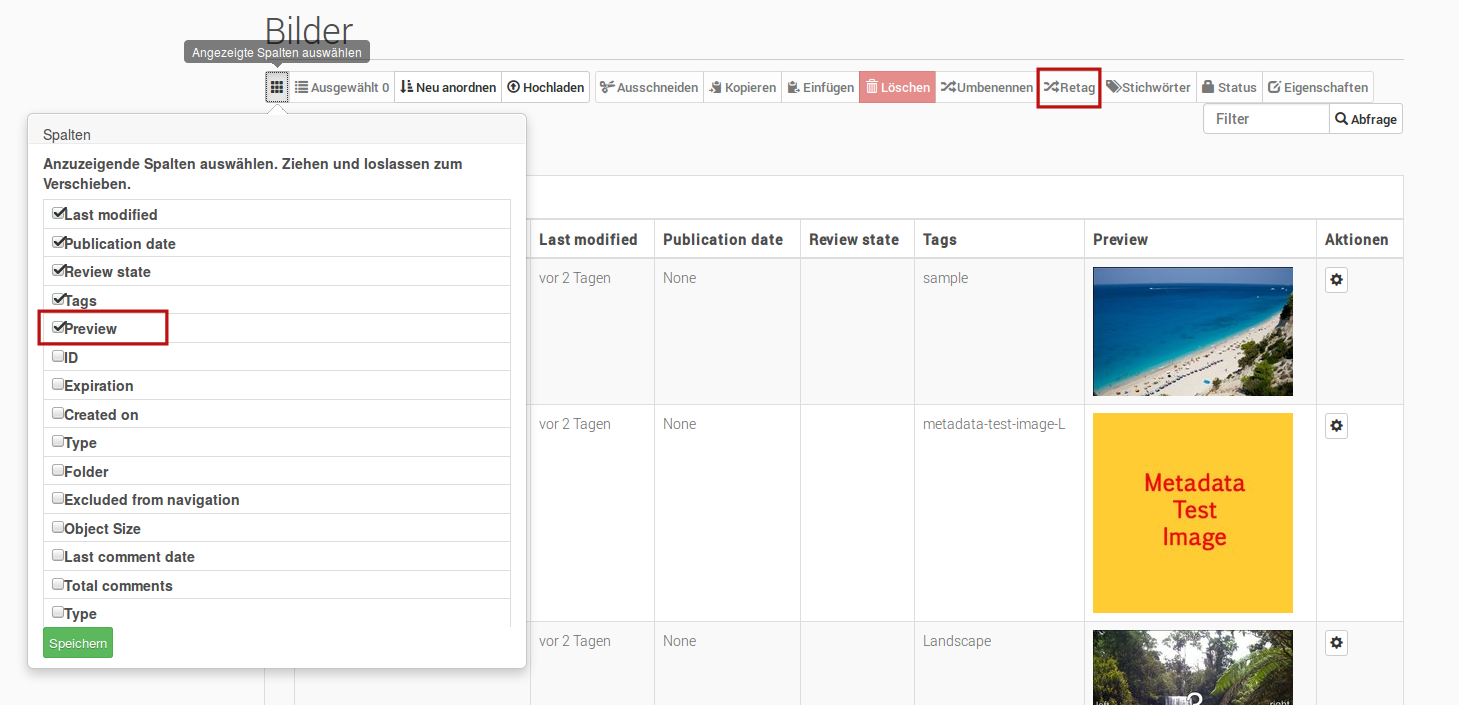 Bilder
Angezeigte Spalten auswählen
Ausgewählt 0 Neu anordnen Hochladen Ausschneiden Kopieren Einfügen Löschen Umbenennen Retag Stichwörter Status Eigenschaften
Filter Abfrage
Spalten
Anzuzeigende Spalten auswählen. Ziehen und loslassen zum
Verschieben.
Last modified
Publication date
Review state
Tags
Preview
ID
Expiration
Created on
Type
Folder
Excluded from navigation
Object Size
Last comment date
Total comments
Type
Speichern
Last modified Publication date Review state Tags Preview Aktionen
vor 2 Tagen None sample
vor 2 Tagen None metadata-test-image-L
Metadata
Test
Image
vor 2 Tagen None Landscape
left right